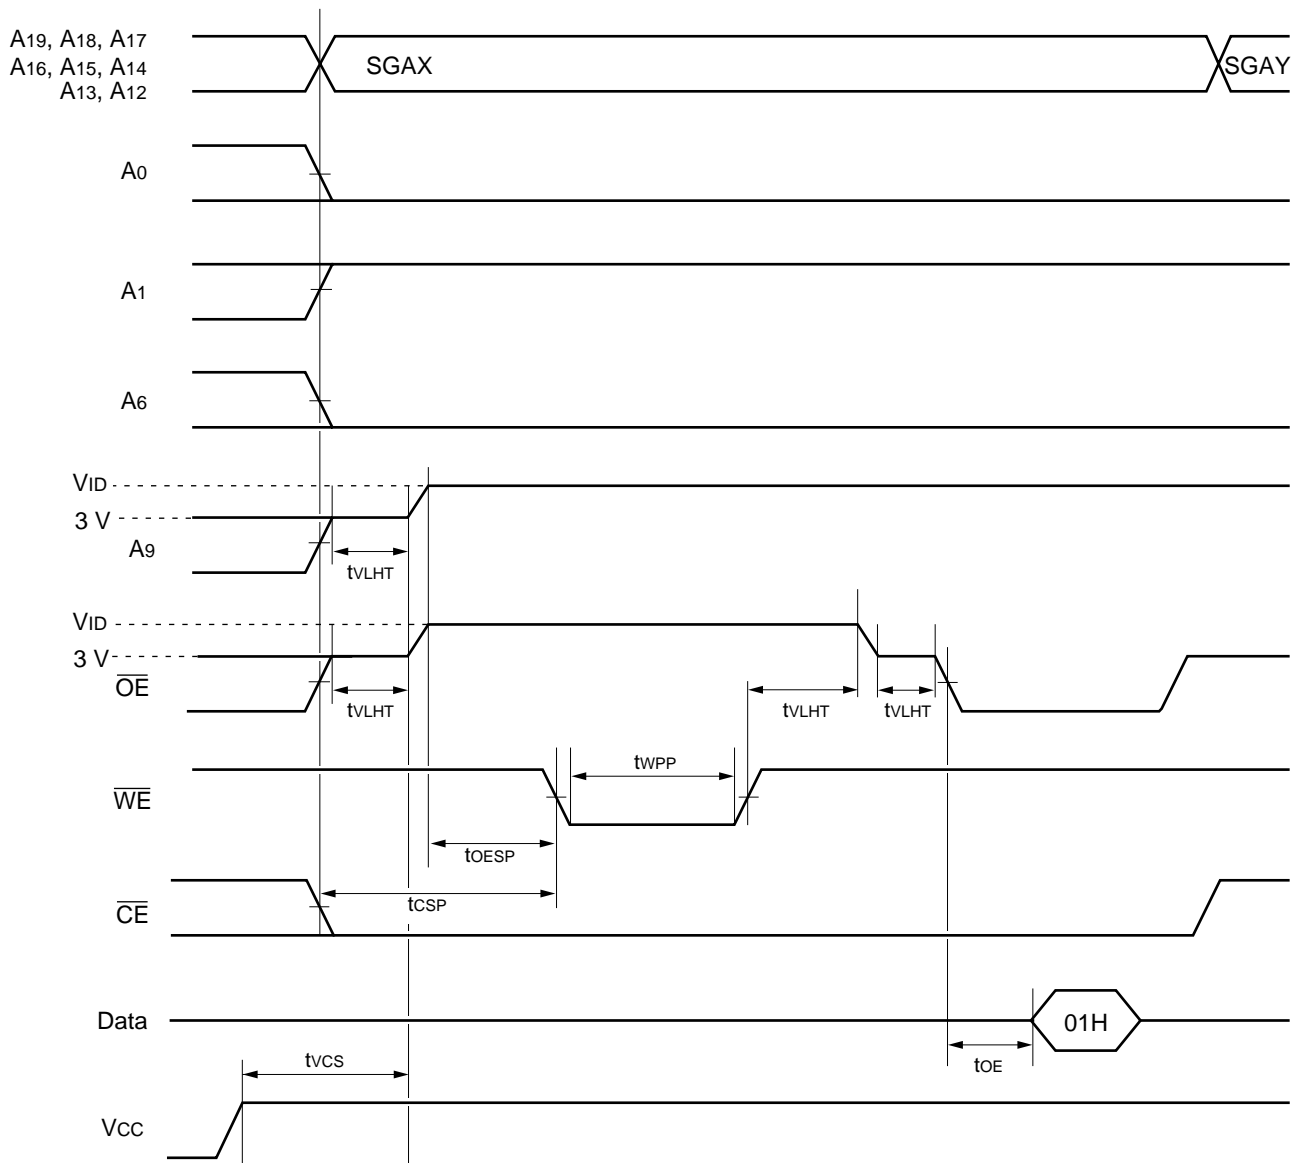 A19, A18, A17
A16, A15, A14
A13, A12
SGAX
SGAY
A0
A1
A6
VID
3 V
A9
tVLHT
VID
3 V
OE
tVLHT
tVLHT
tVLHT
WE
tWPP
tOESP
CE
tCSP
Data
01H
tOE
tVCS
VCC